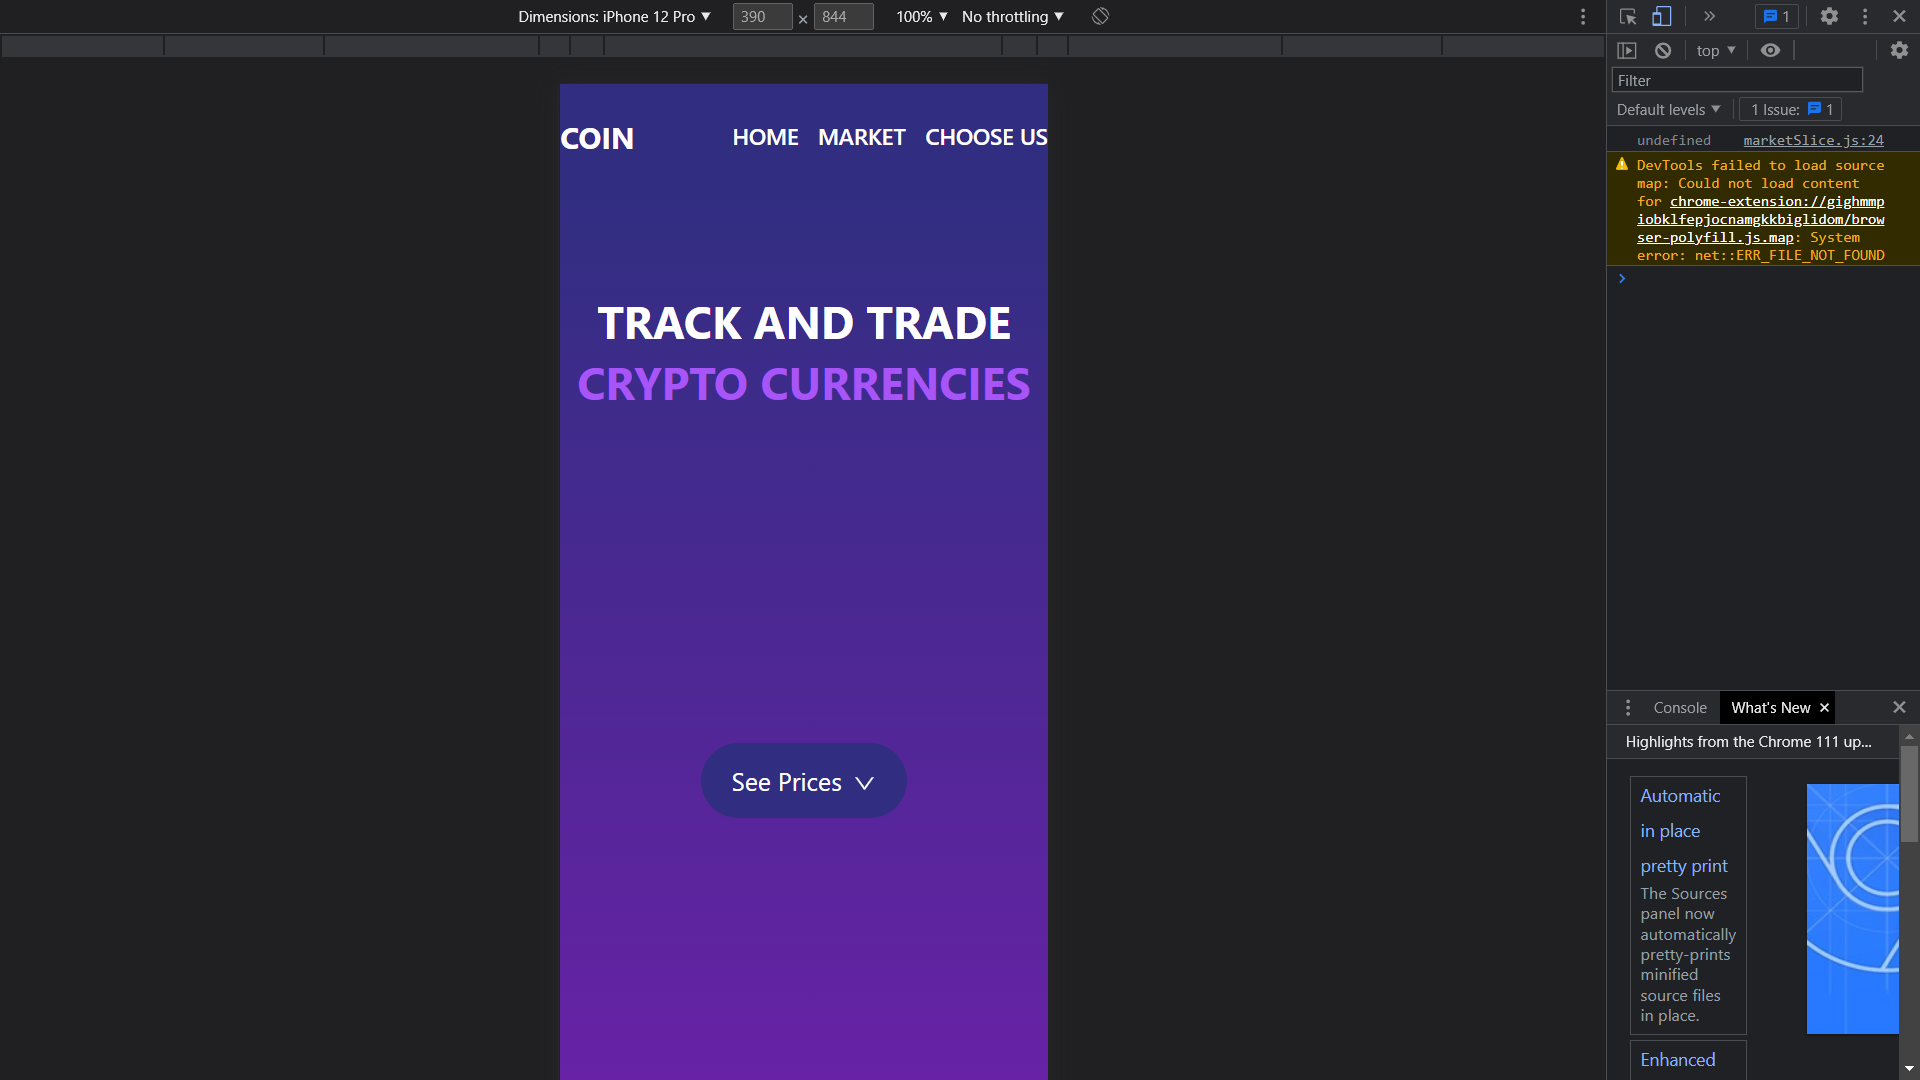 Dimensions: iPhone 12 Pro ▼ 390 × 844 100% ▼ No throttling ▼
COIN HOME MARKET CHOOSE US
TRACK AND TRADE
CRYPTO CURRENCIES
See Prices
1
top ▼
Filter
Default levels ▼ 1 Issue: 1
undefined marketSlice.js:24
DevTools failed to load source
map: Could not load content
for chrome-extension://gighmmp
iobklfepjocnamgkkbiglidom/brow
ser-polyfill.js.map: System
error: net::ERR_FILE_NOT_FOUND
Console What's New
Highlights from the Chrome 111 up...
Automatic
in place
pretty print
The Sources
panel now
automatically
pretty-prints
minified
source files
in place.
Enhanced